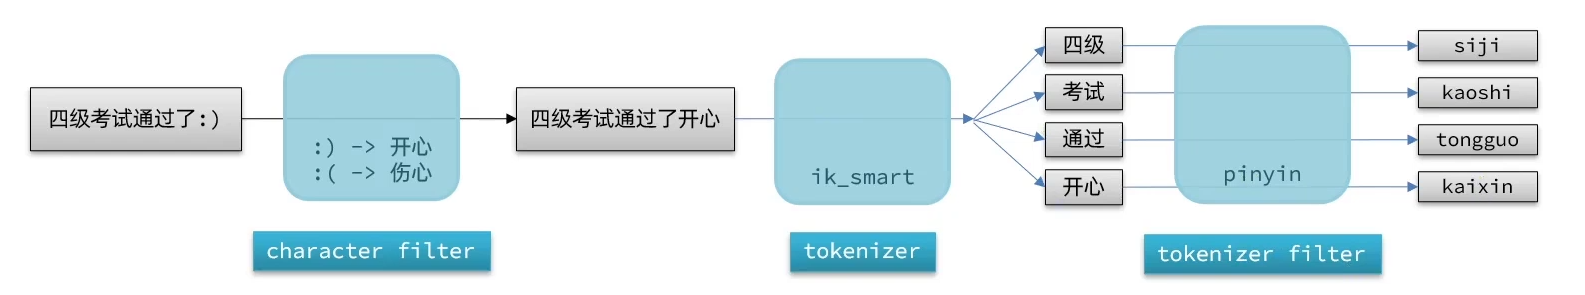 四级考试通过了:)
:) -> 开心
:( -> 伤心
character filter
四级考试通过了开心
ik_smart
tokenizer
四级
考试
通过
开心
pinyin
tokenizer filter
siji
kaoshi
tongguo
kaixin